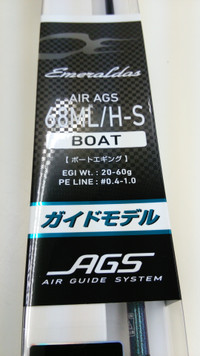 Emeraldas
AIR AGS
68ML/H-S
BOAT
【ボートエギング】
EGI Wt. : 20-60g
PE LINE : #0.4-1.0
ガイドモデル
AGS
AIR GUIDE SYSTEM